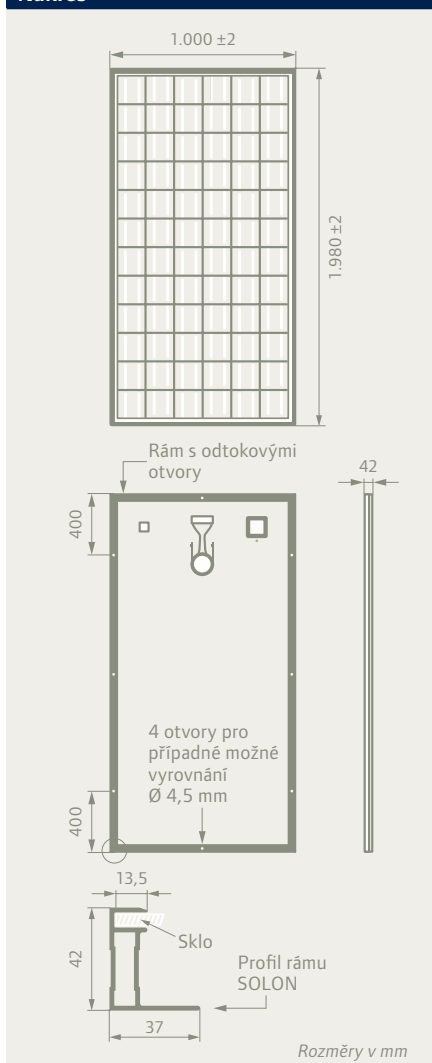 1.000 ±2
1.980 ±2
Rám s odtokovými
otvory
42
400
4 otvory pro
případné možné
vyrovnání
Ø 4,5 mm
400
13,5
42
Sklo
Profil rámu
SOLON
37
Rozměry v mm